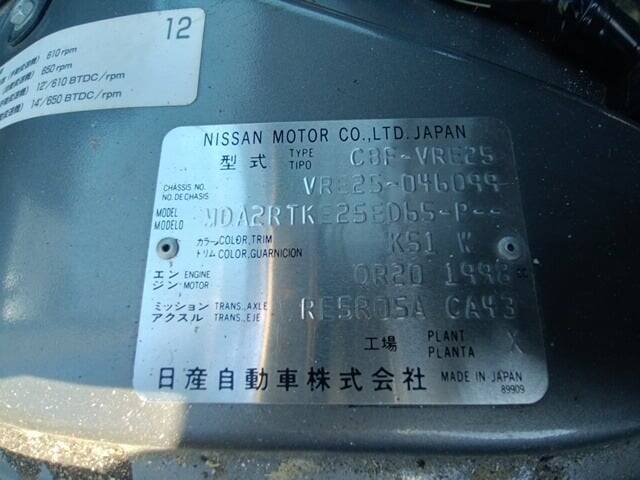 12
610 rpm
650 rpm
12°/610 BTDC/rpm
14°/650 BTDC/rpm
NISSAN MOTOR CO.,LTD.JAPAN
型式 TYPE TIPO CBF-VRE25
CHASSIS NO. NO.DE CHASIS VRE25-046099
MODEL MODELO MDA2RTKE25ED65-P--
カラー COLOR,TRIM K51 W
トリム COLOR,GUARNICION
エンジン ENGINE MOTOR QR20 1998cc
ミッション TRANS.,AXLE RE5R05A CA43
アクスル TRANS.,EJE
工場 PLANT PLANTA X
日産自動車株式会社 MADE IN JAPAN
89909